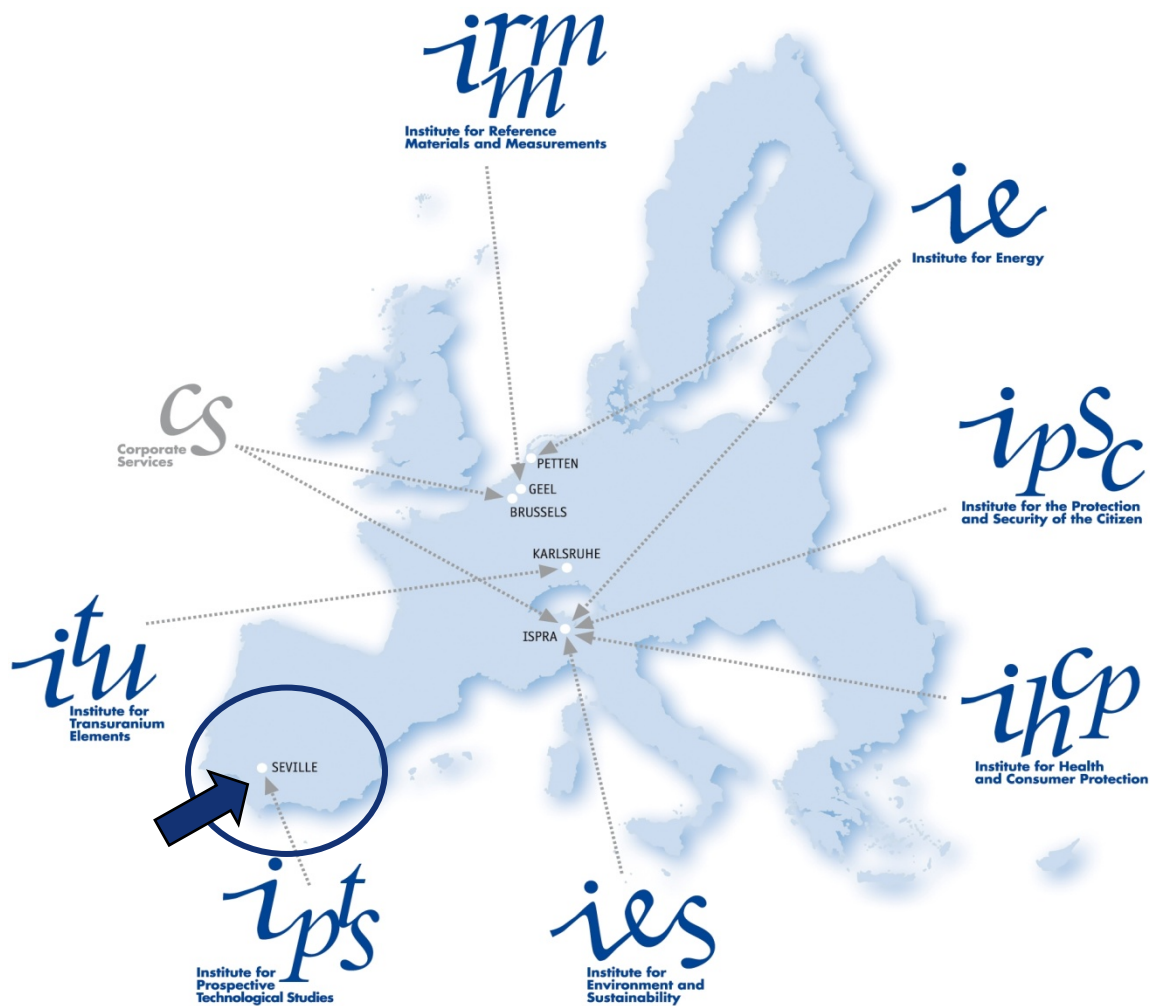 irmm
Institute for Reference
Materials and Measurements
ie
Institute for Energy
cs
Corporate
Services
ipsc
Institute for the Protection
and Security of the Citizen
PETTEN
GEEL
BRUSSELS
KARLSRUHE
ISPRA
itu
Institute for
Transuranium
Elements
ihcp
Institute for Health
and Consumer Protection
SEVILLE
ipts
Institute for
Prospective
Technological Studies
ies
Institute for
Environment and
Sustainability